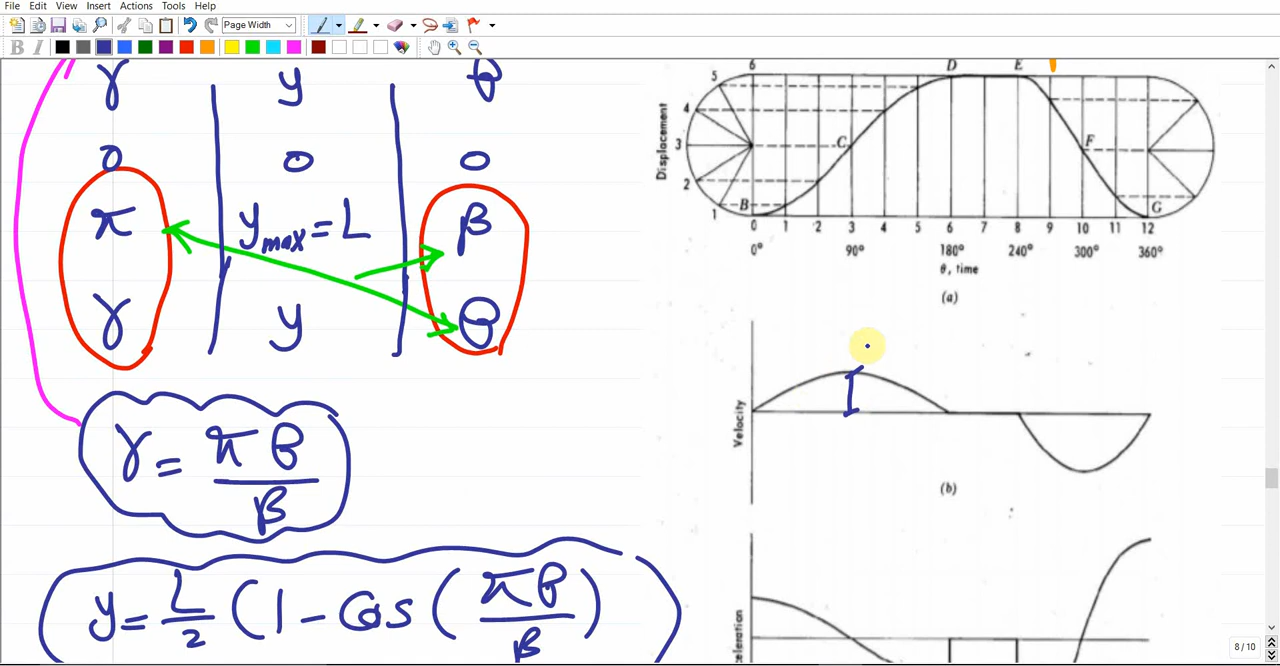 File Edit View Insert Actions Tools Help
Page Width
B I
γ y θ
0 0 0
π y max = L β
γ y θ
γ = πθ / β
y = L/2 (1 - Cos (πθ / β)
6 D E
5
4
3 C F
2
1 B G
Displacement
0 1 2 3 4 5 6 7 8 9 10 11 12
0° 90° 180° 240° 300° 360°
θ, time
(a)
Velocity
(b)
eleration
8 / 10